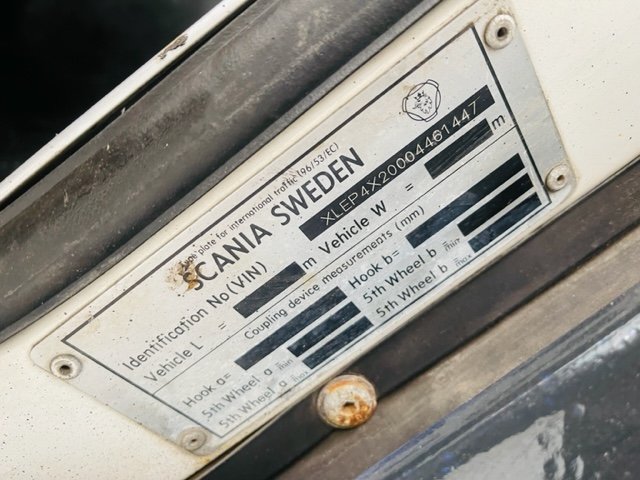 Size plate for international traffic (96/53/EC)
SCANIA SWEDEN
Identification No (VIN) XLEP4X20004461447
Vehicle L = m Vehicle W = m
Coupling device measurements (mm)
Hook a= Hook b=
5th Wheel a min 5th Wheel b min
5th Wheel a max 5th Wheel b max